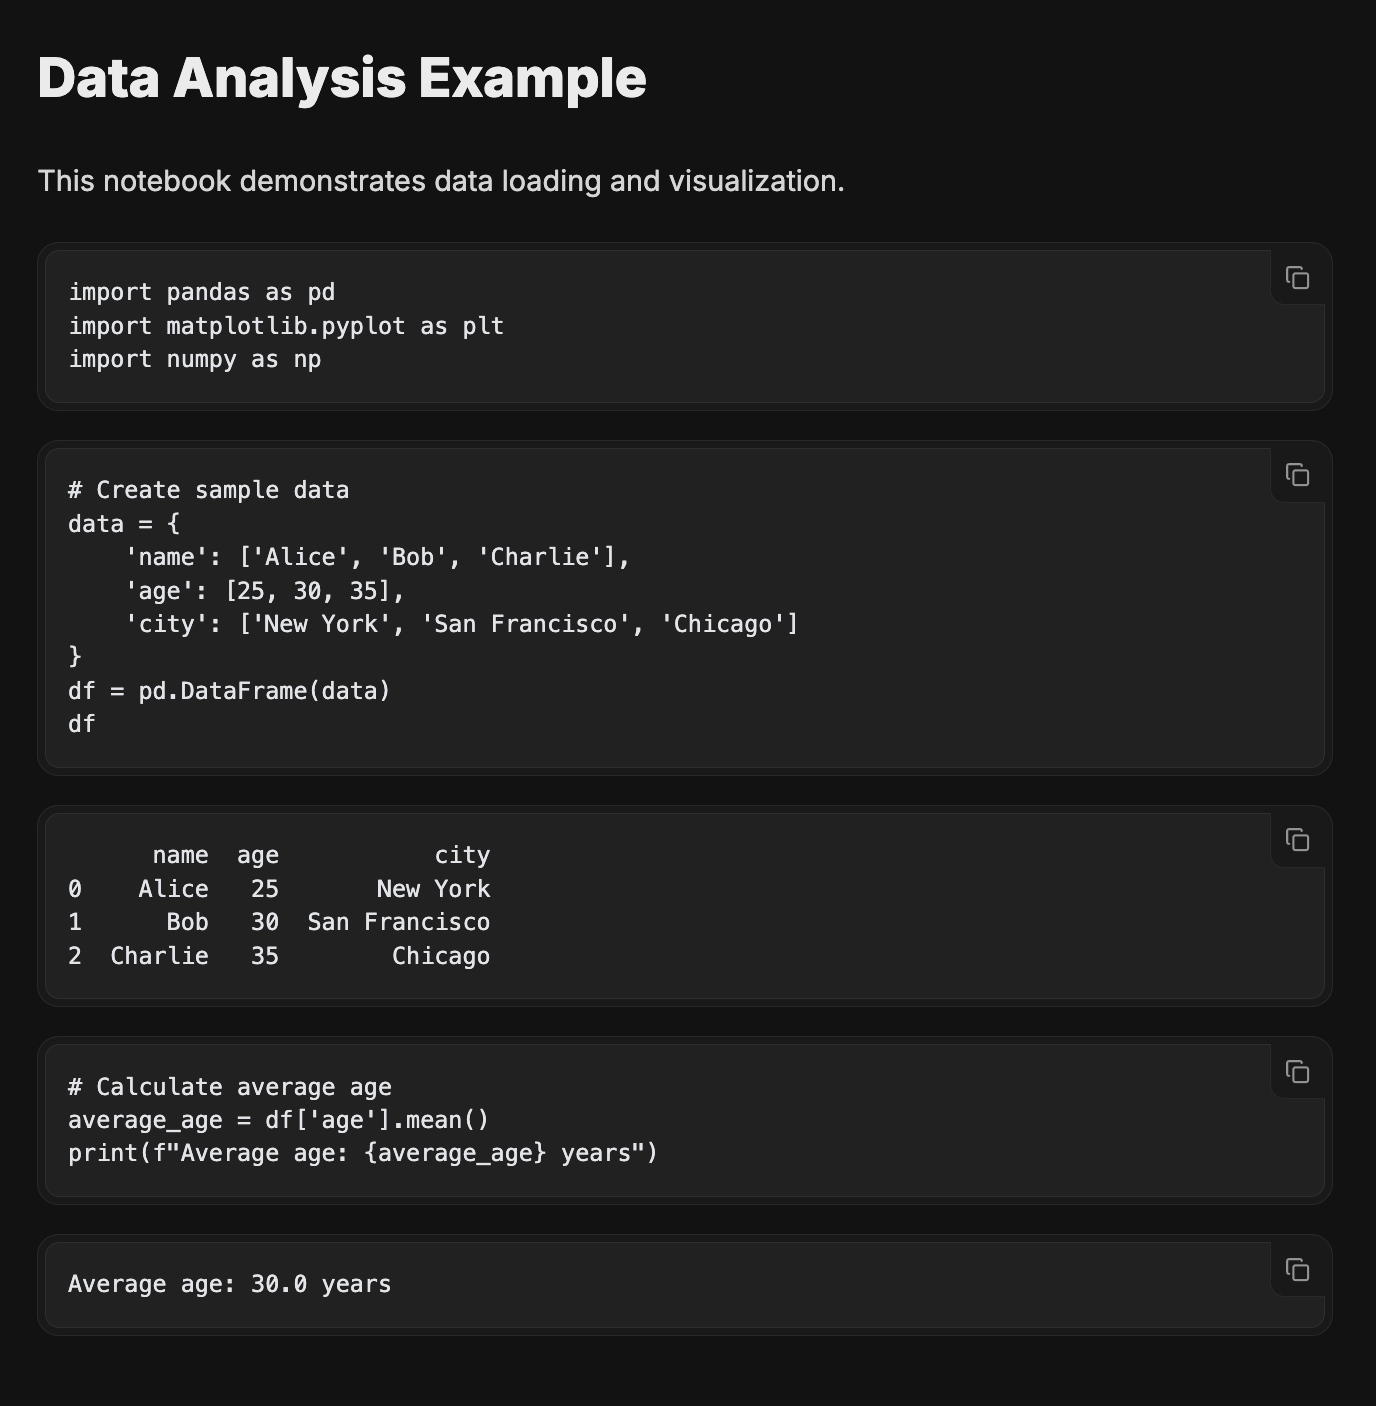 Data Analysis Example
This notebook demonstrates data loading and visualization.
import pandas as pd
import matplotlib.pyplot as plt
import numpy as np
# Create sample data
data = {
    'name': ['Alice', 'Bob', 'Charlie'],
    'age': [25, 30, 35],
    'city': ['New York', 'San Francisco', 'Chicago']
}
df = pd.DataFrame(data)
df
      name  age           city
0    Alice   25       New York
1      Bob   30  San Francisco
2  Charlie   35        Chicago
# Calculate average age
average_age = df['age'].mean()
print(f"Average age: {average_age} years")
Average age: 30.0 years